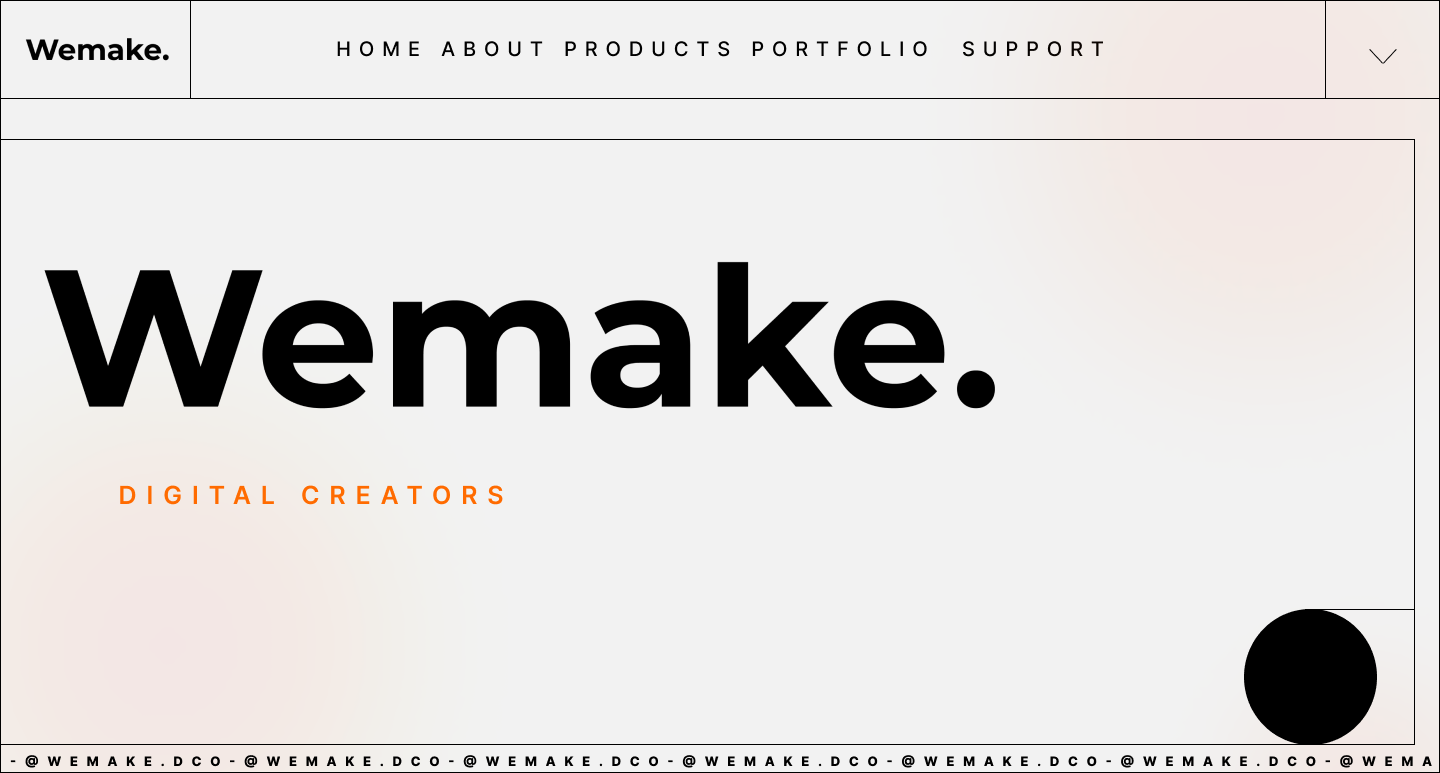 Wemake.
HOME ABOUT PRODUCTS PORTFOLIO SUPPORT
Wemake.
DIGITAL CREATORS
-@WEMAKE.DCO-@WEMAKE.DCO-@WEMAKE.DCO-@WEMAKE.DCO-@WEMAKE.DCO-@WEMAKE.DCO-@WEMA